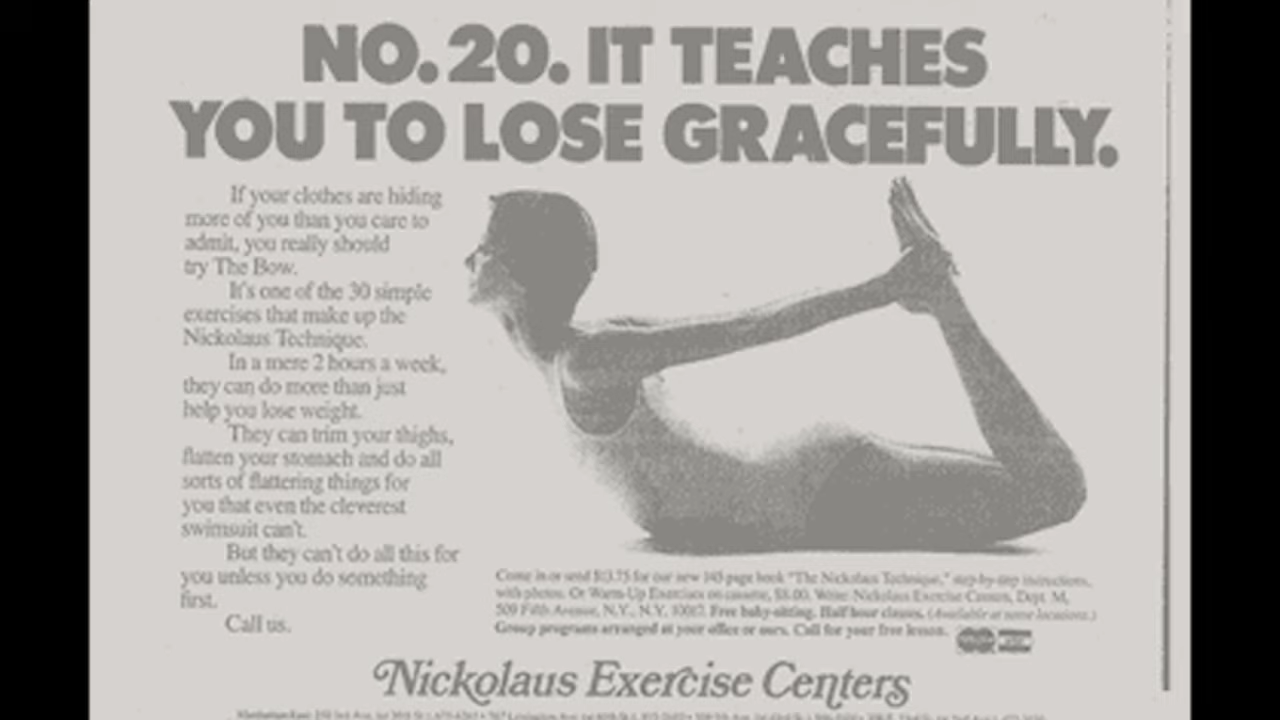 NO. 20. IT TEACHES
YOU TO LOSE GRACEFULLY.
If your clothes are hiding
more of you than you care to
admit, you really should
try The Bow.
It's one of the 30 simple
exercises that make up the
Nickolaus Technique.
In a mere 2 hours a week,
they can do more than just
help you lose weight.
They can trim your thighs,
flatten your stomach and do all
sorts of flattering things for
you that even the cleverest
swimsuit can't.
But they can't do all this for
you unless you do something
first.
Call us.
Come in or send $13.75 for our new 145 page book "The Nickolaus Technique," step-by-step instructions,
with photos. Or Warm-Up Exercises on cassette, $8.00. Write: Nickolaus Exercise Centers, Dept. M,
509 Fifth Avenue, N.Y., N.Y. 10017. Free baby-sitting. Half hour classes. (Available at some locations.)
Group programs arranged at your office or ours. Call for your free lesson.
Nickolaus Exercise Centers